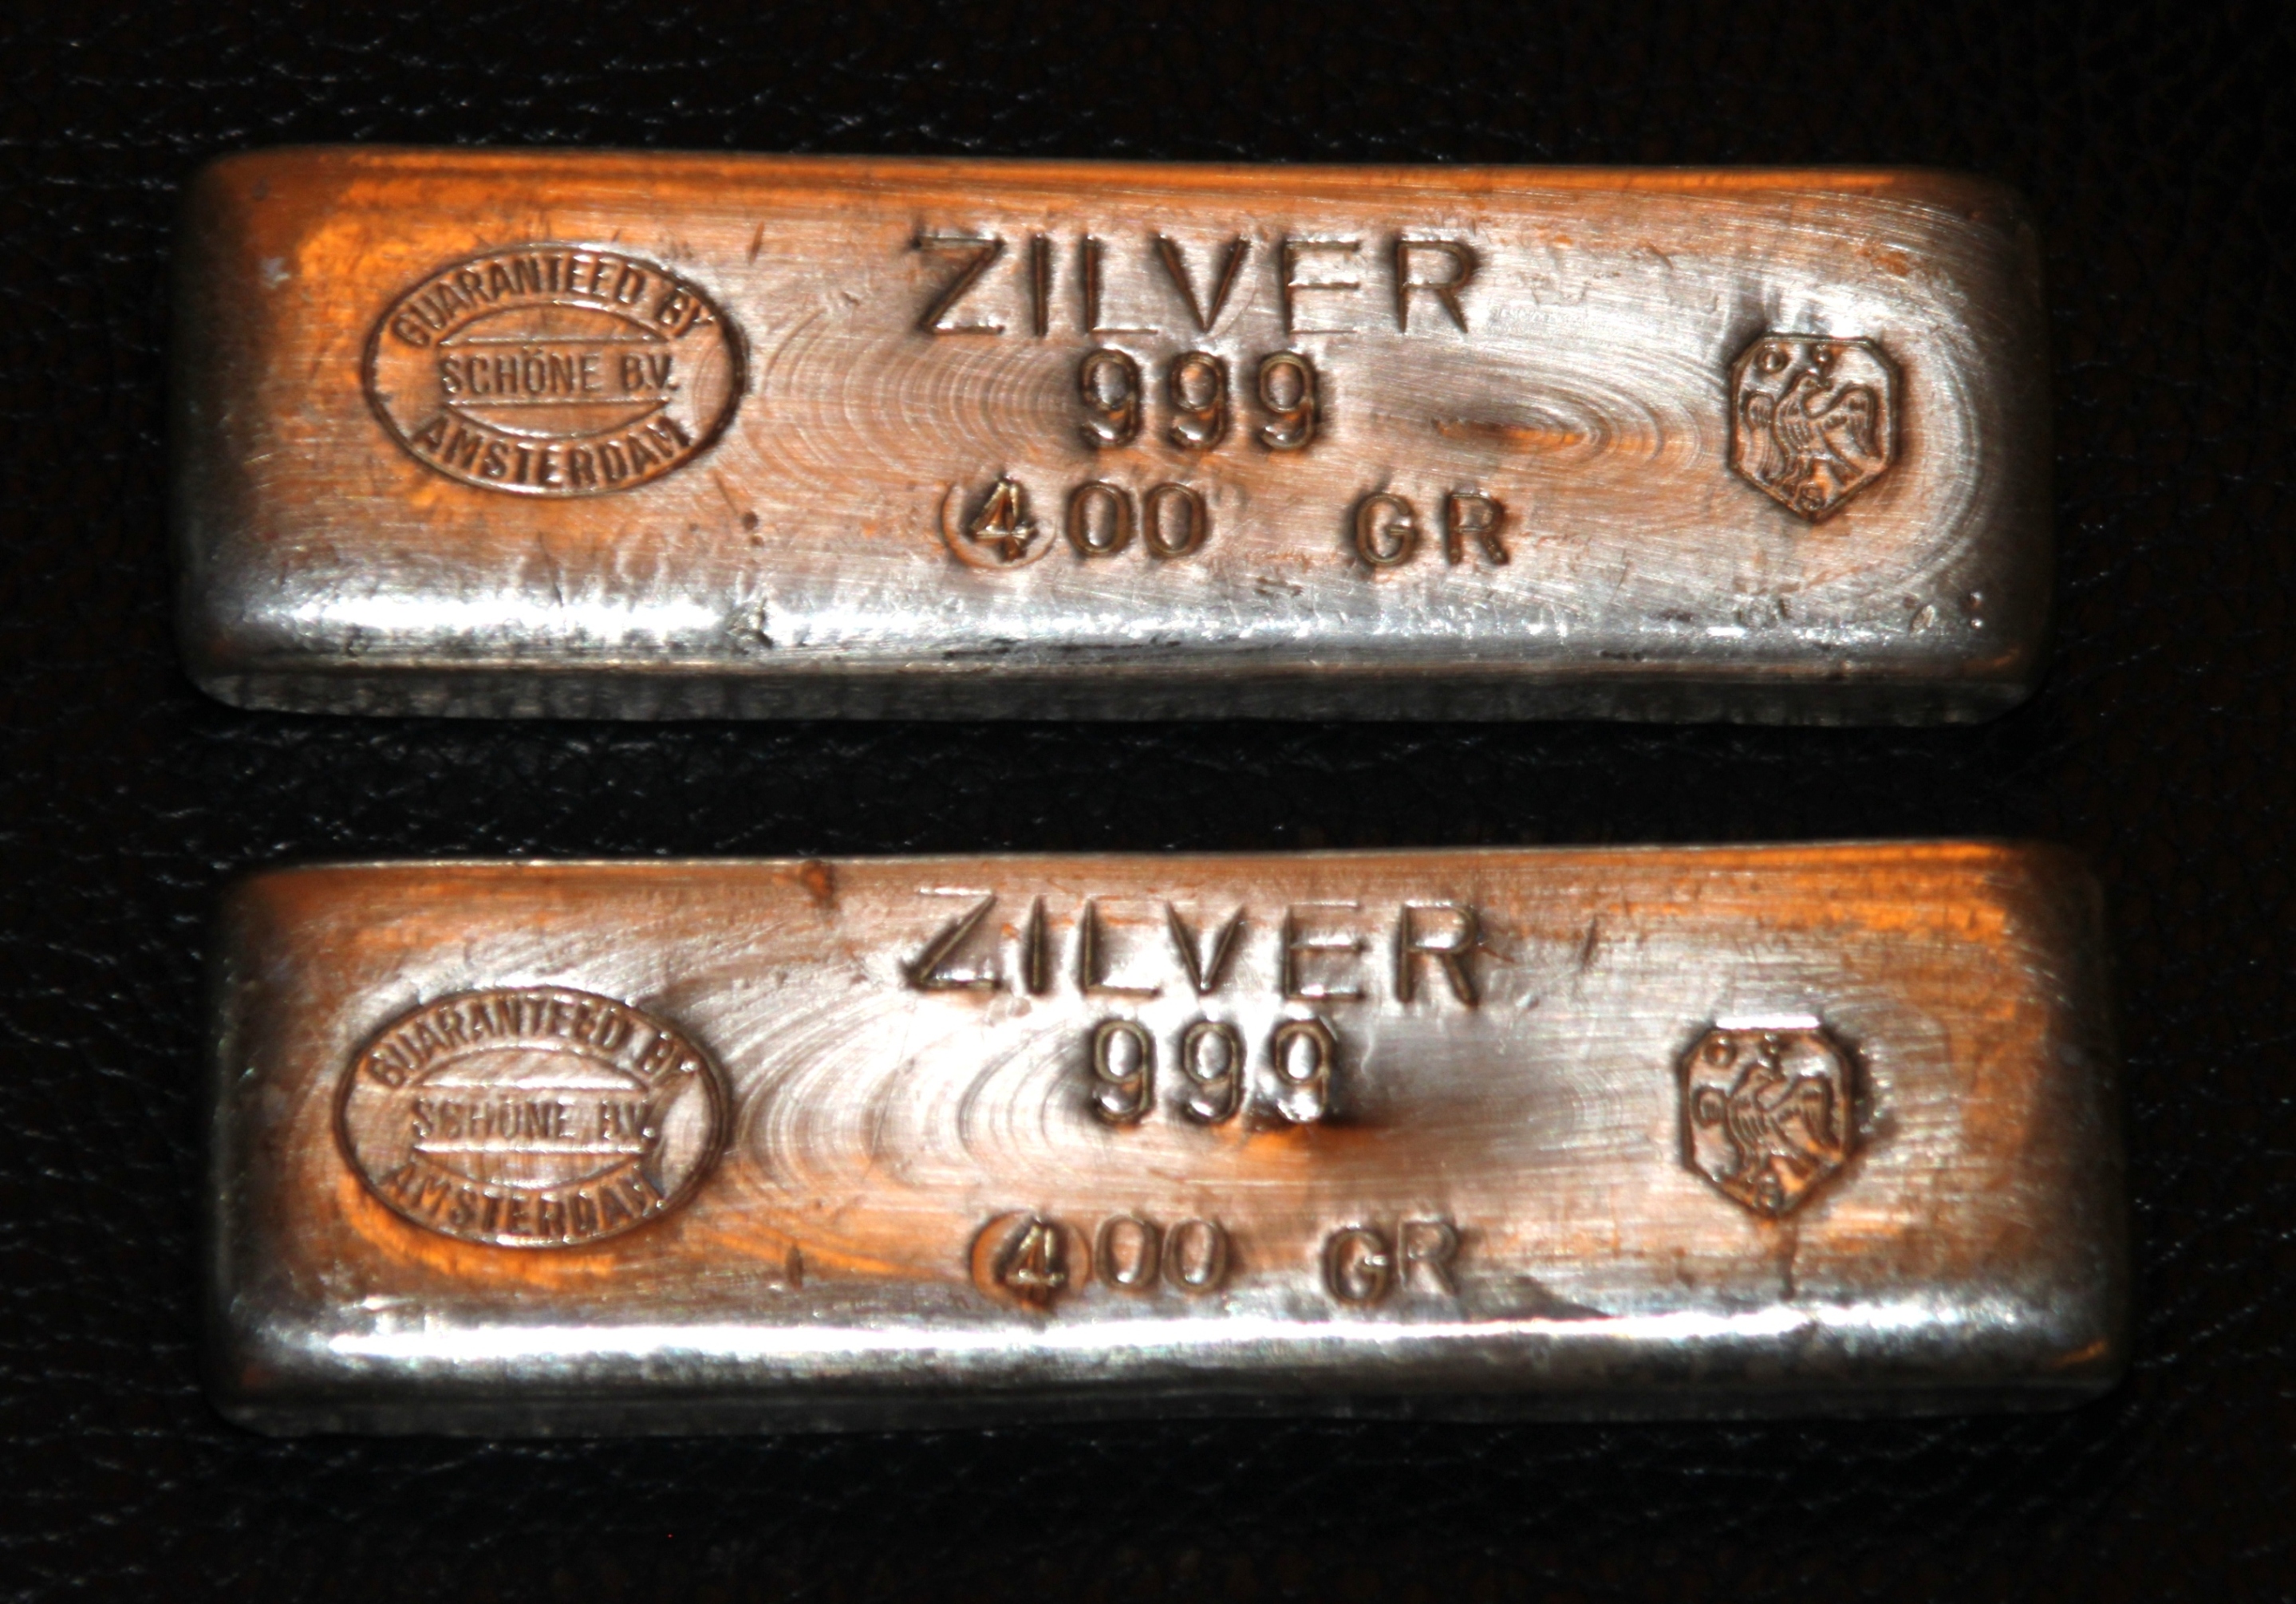 GUARANTEED BY
SCHÖNE B.V.
AMSTERDAM
ZILVER
999
400 GR
GUARANTEED BY
SCHÖNE B.V.
AMSTERDAM
ZILVER
999
400 GR